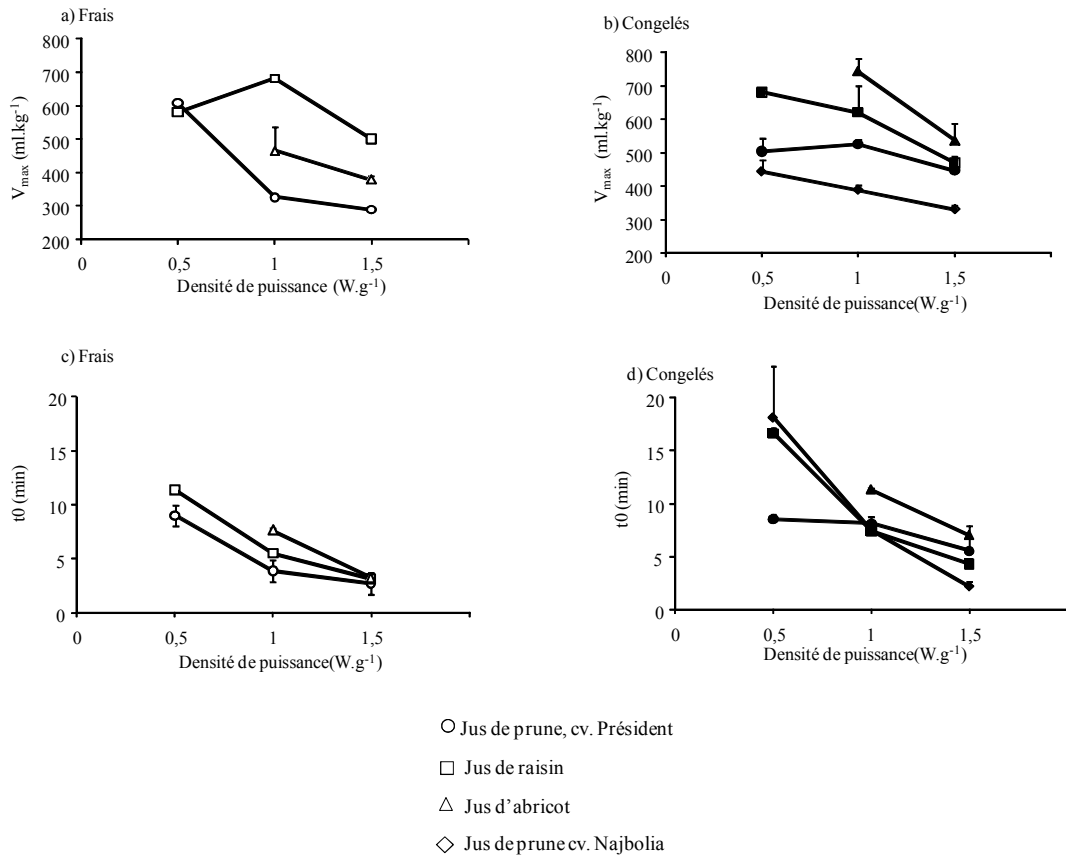 a) Frais
800
700
600
500
400
300
200
V_max (ml.kg⁻¹)
0
0,5
1
1,5
Densité de puissance (W.g⁻¹)
b) Congelés
800
700
600
500
400
300
200
V_max (ml.kg⁻¹)
0
0,5
1
1,5
Densité de puissance(W.g⁻¹)
c) Frais
20
15
10
5
0
t0 (min)
0
0,5
1
1,5
Densité de puissance(W.g⁻¹)
d) Congelés
20
15
10
5
0
t0 (min)
0
0,5
1
1,5
Densité de puissance(W.g⁻¹)
Jus de prune, cv. Président
Jus de raisin
Jus d’abricot
Jus de prune cv. Najbolia